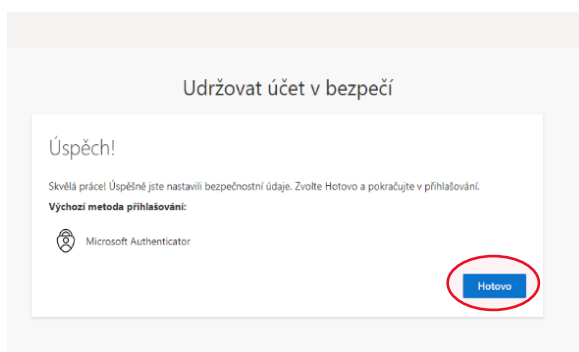 Udržovat účet v bezpečí
Úspěch!
Skvělá práce! Úspěšně jste nastavili bezpečnostní údaje. Zvolte Hotovo a pokračujte v přihlašování.
Výchozí metoda přihlašování:
Microsoft Authenticator
Hotovo